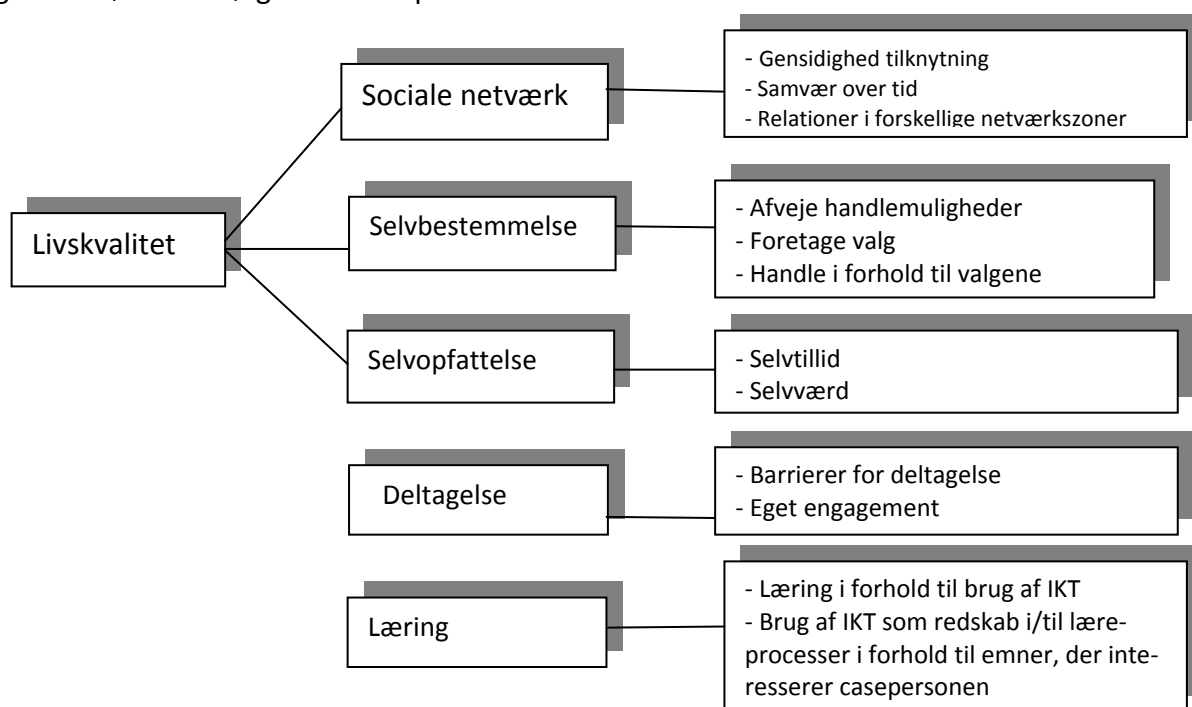 Livskvalitet
Sociale netværk
- Gensidighed tilknytning
- Samvær over tid
- Relationer i forskellige netværkszoner
Selvbestemmelse
- Afveje handlemuligheder
- Foretage valg
- Handle i forhold til valgene
Selvopfattelse
- Selvtillid
- Selvværd
Deltagelse
- Barrierer for deltagelse
- Eget engagement
Læring
- Læring i forhold til brug af IKT
- Brug af IKT som redskab i/til lære-
processer i forhold til emner, der inte-
resserer casepersonen